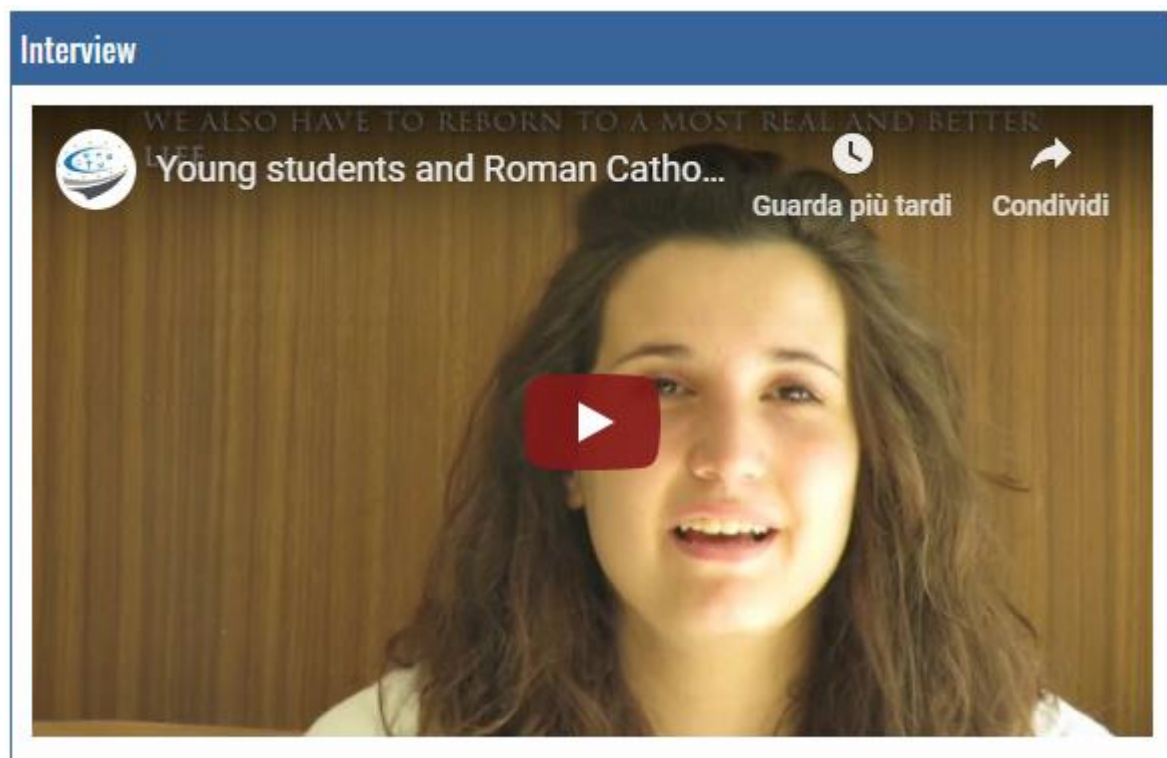 Interview
WE ALSO HAVE TO REBORN TO A MOST REAL AND BETTER
LIFE
Young students and Roman Catho...
Guarda più tardi
Condividi